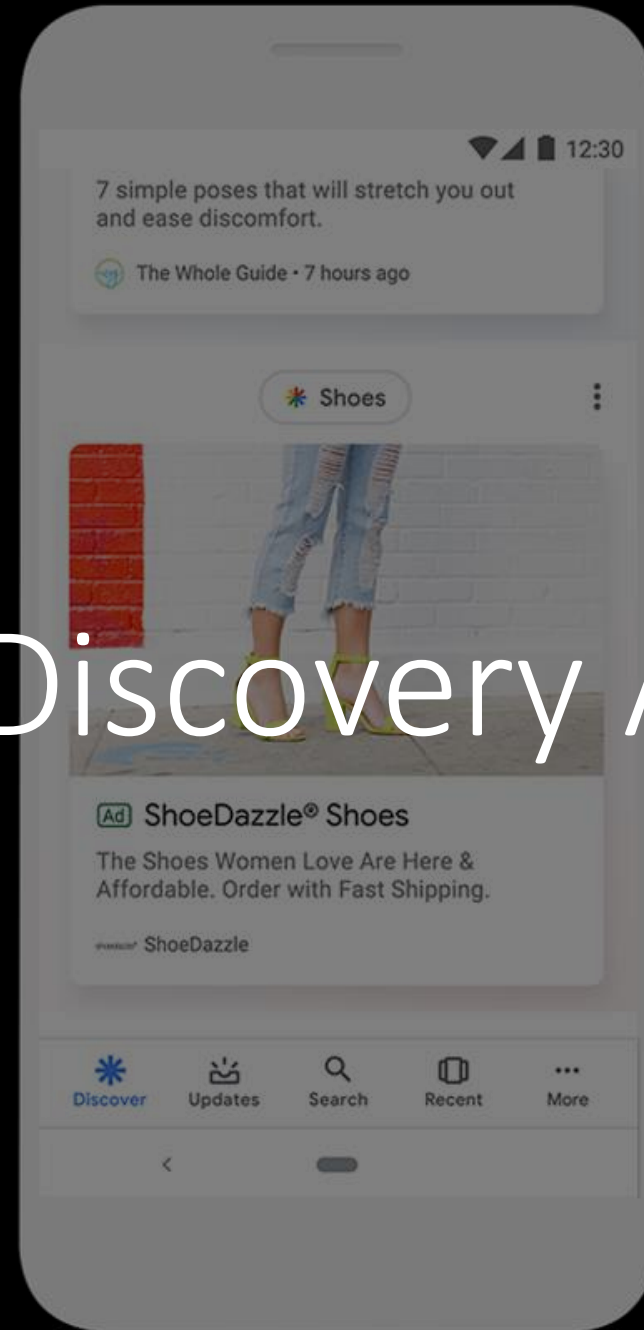 12:30
7 simple poses that will stretch you out
and ease discomfort.
The Whole Guide • 7 hours ago
Shoes
Discovery A
Ad ShoeDazzle® Shoes
The Shoes Women Love Are Here &
Affordable. Order with Fast Shipping.
ShoeDazzle
Discover Updates Search Recent More